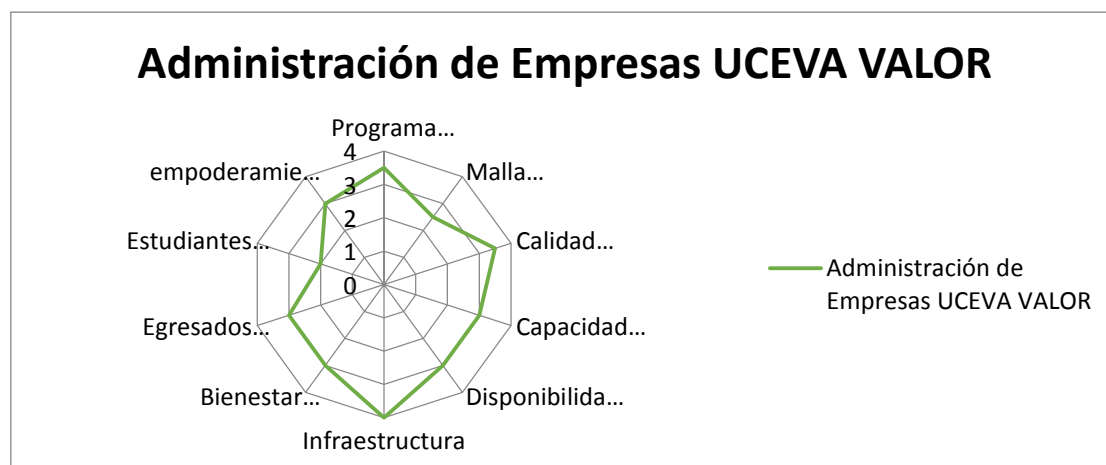 Administración de Empresas UCEVA VALOR
Programa...
Malla...
Calidad...
Capacidad...
Disponibilida...
Infraestructura
Bienestar...
Egresados...
Estudiantes...
empoderamie...
4
3
2
1
0
Administración de
Empresas UCEVA VALOR